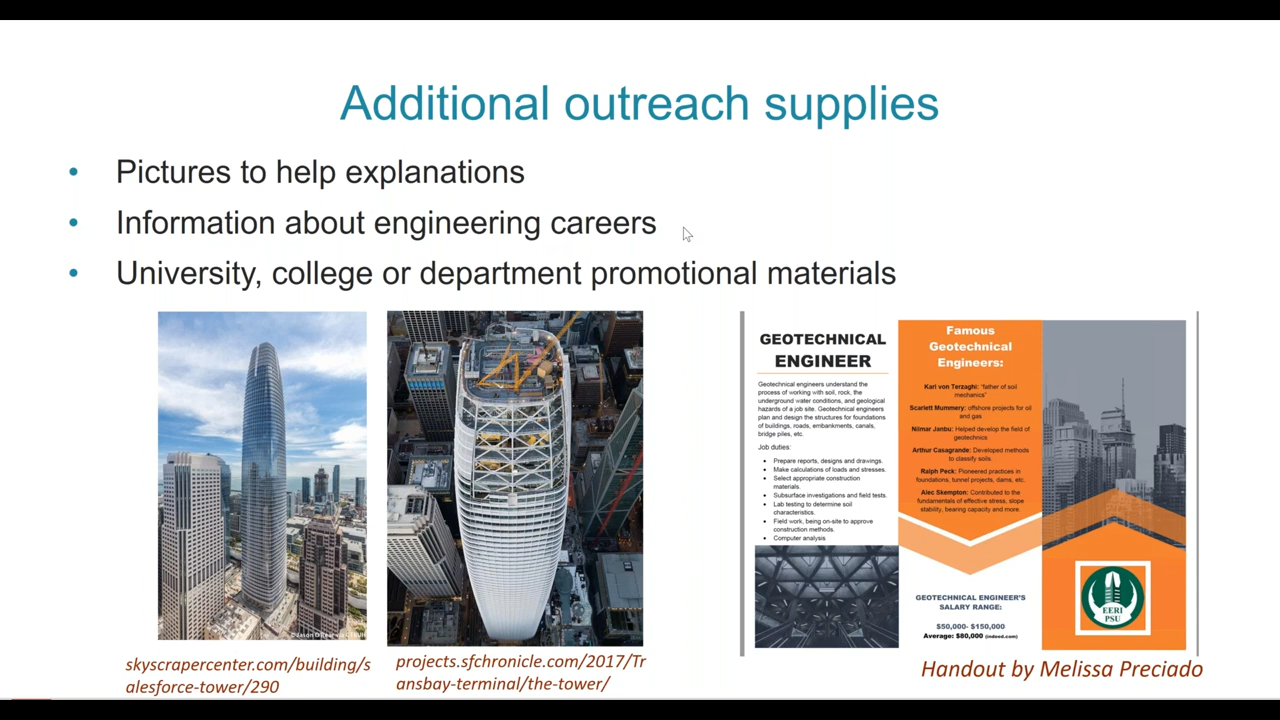 Additional outreach supplies
• Pictures to help explanations
• Information about engineering careers
• University, college or department promotional materials
skyscrapercenter.com/building/s
alesforce-tower/290
projects.sfchronicle.com/2017/Tr
ansbay-terminal/the-tower/
GEOTECHNICAL
ENGINEER
Geotechnical engineers understand the
process of working with soil, rock, the
underground water conditions, and geological
hazards of a job site. Geotechnical engineers
plan and design the structures for foundations
of buildings, roads, embankments, canals,
bridge piles, etc.
Job duties:
• Prepare reports, designs and drawings.
• Make calculations of loads and stresses.
• Select appropriate construction
materials.
• Subsurface investigations and field tests.
• Lab testing to determine soil
characteristics.
• Field work, being on-site to approve
construction methods.
• Computer analysis
Famous
Geotechnical
Engineers:
Karl von Terzaghi: "father of soil
mechanics"
Scarlett Mummery: offshore projects for oil
and gas
Nilmar Janbu: Helped develop the field of
geotechnics
Arthur Casagrande: Developed methods
to classify soils.
Ralph Peck: Pioneered practices in
foundations, tunnel projects, dams, etc.
Alec Skempton: Contributed to the
fundamentals of effective stress, slope
stability, bearing capacity and more.
GEOTECHNICAL ENGINEER'S
SALARY RANGE:
$50,000- $150,000
Average: $80,000 (indeed.com)
EERI
PSU
Handout by Melissa Preciado